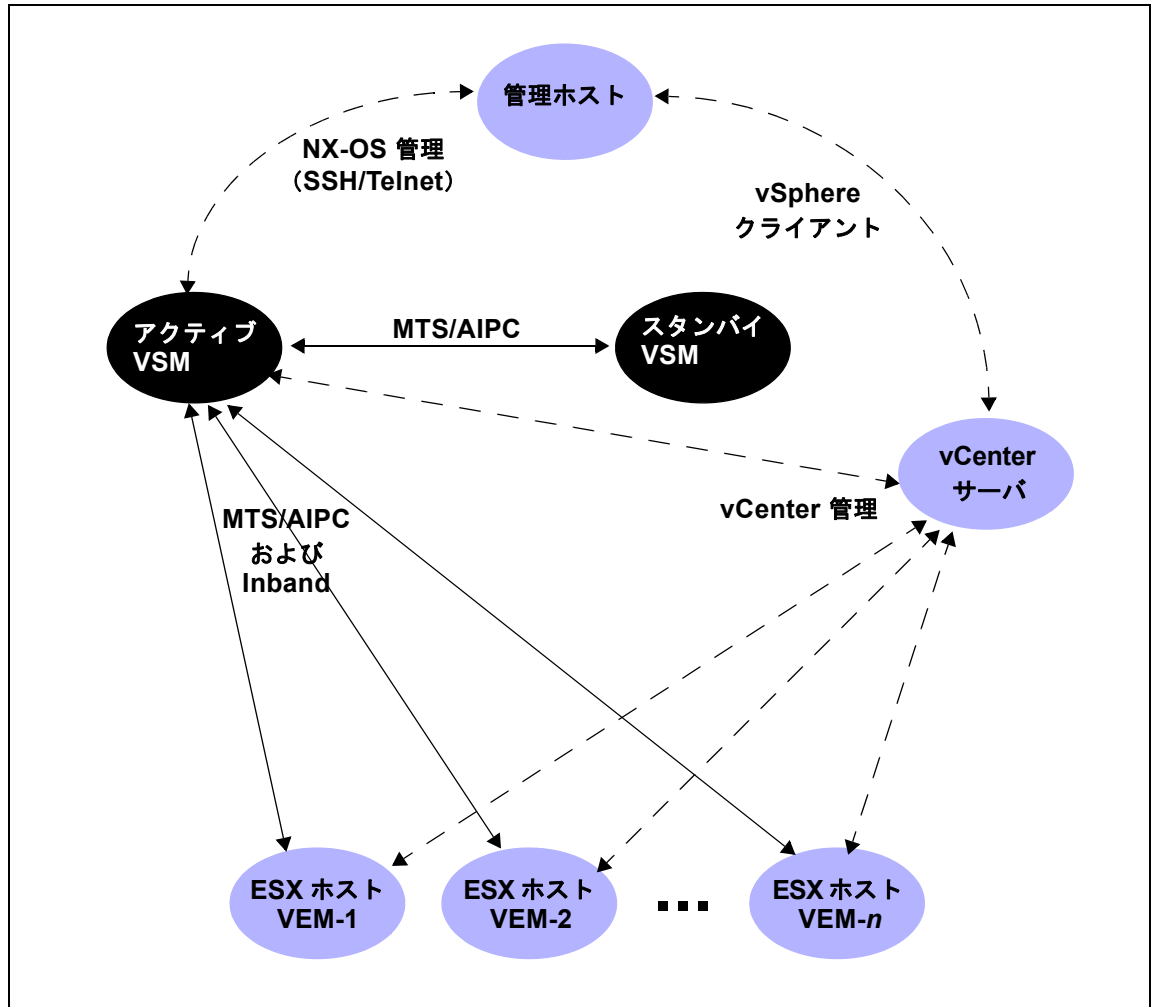 管理ホスト
NX-OS 管理
（SSH/Telnet）
vSphere
クライアント
アクティブ
VSM
MTS/AIPC
スタンバイ
VSM
vCenter
サーバ
vCenter 管理
MTS/AIPC
および
Inband
ESX ホスト
VEM-1
ESX ホスト
VEM-2
...
ESX ホスト
VEM-n